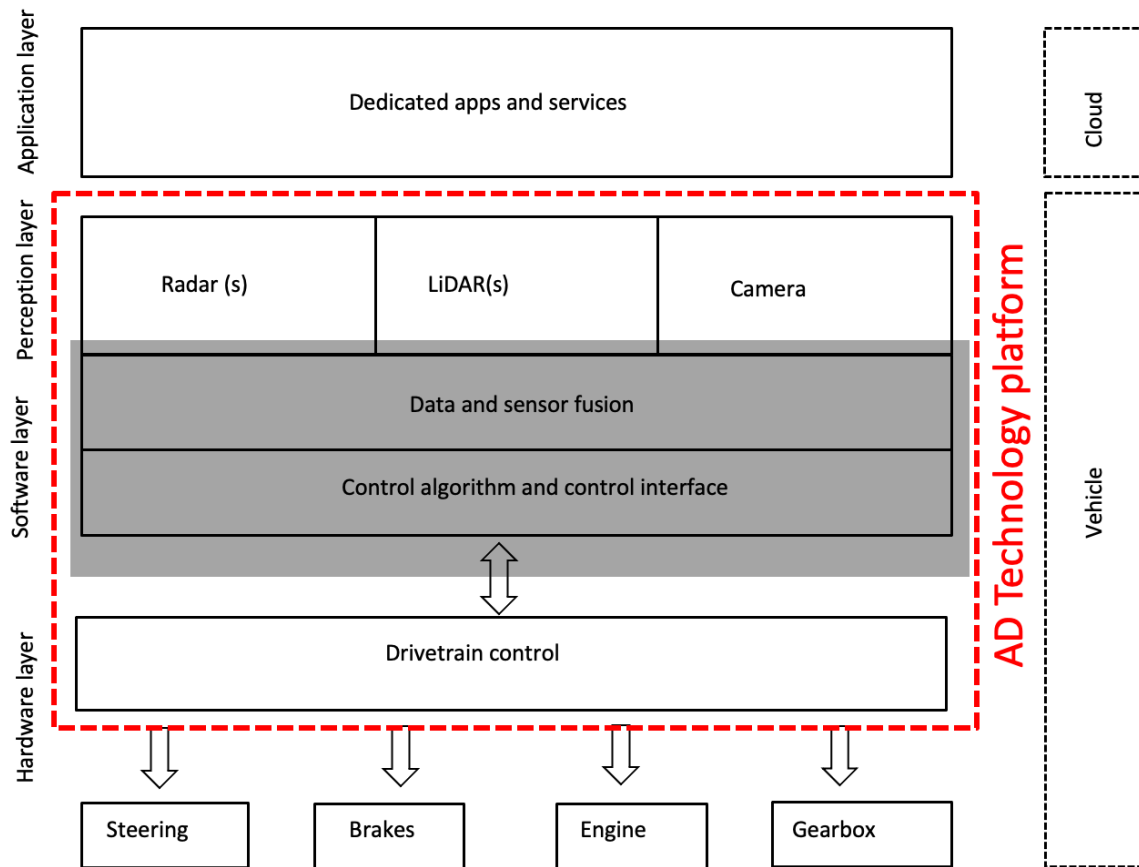 Application layer
Dedicated apps and services
Cloud
Perception layer
Radar (s)
LiDAR(s)
Camera
AD Technology platform
Software layer
Data and sensor fusion
Control algorithm and control interface
Vehicle
Hardware layer
Drivetrain control
Steering
Brakes
Engine
Gearbox